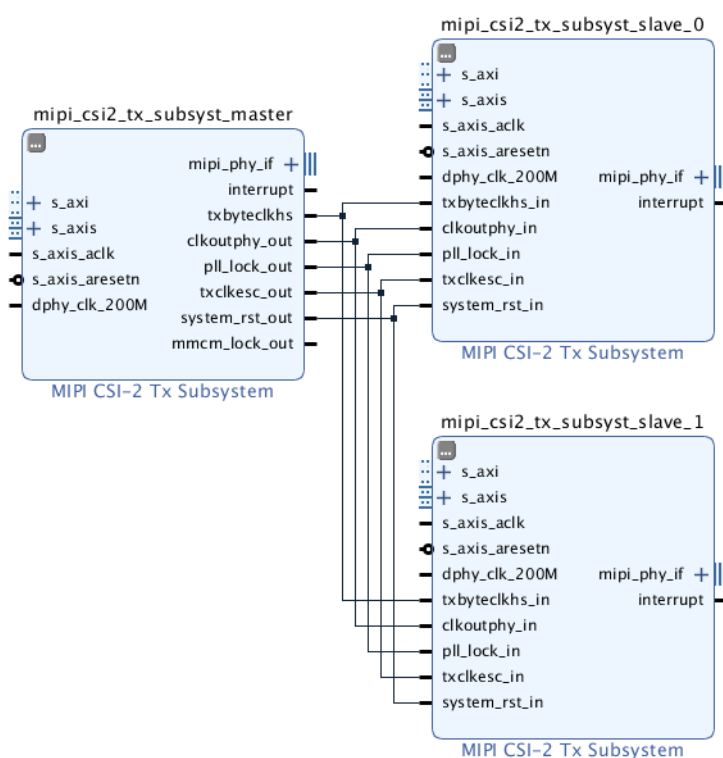 mipi_csi2_tx_subsyst_master
...
mipi_phy_if
interrupt
s_axi
txbyteclkhs
s_axis
clkoutphy_out
s_axis_aclk
pll_lock_out
s_axis_aresetn
txclkesc_out
dphy_clk_200M
system_rst_out
mmcm_lock_out
MIPI CSI-2 Tx Subsystem
mipi_csi2_tx_subsyst_slave_0
...
s_axi
s_axis
s_axis_aclk
s_axis_aresetn
dphy_clk_200M
mipi_phy_if
txbyteclkhs_in
interrupt
clkoutphy_in
pll_lock_in
txclkesc_in
system_rst_in
MIPI CSI-2 Tx Subsystem
mipi_csi2_tx_subsyst_slave_1
...
s_axi
s_axis
s_axis_aclk
s_axis_aresetn
dphy_clk_200M
mipi_phy_if
txbyteclkhs_in
interrupt
clkoutphy_in
pll_lock_in
txclkesc_in
system_rst_in
MIPI CSI-2 Tx Subsystem